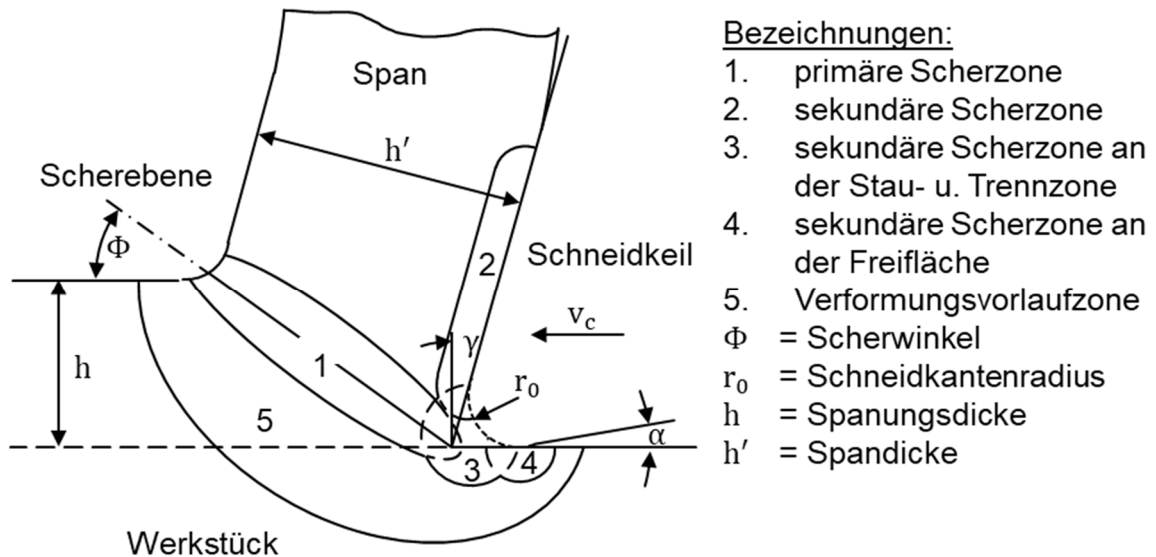 Span
h′
Scherebene
Φ
2
Schneidkeil
v_c
γ
h
1
r₀
5
α
3
4
Werkstück
Bezeichnungen:
1. primäre Scherzone
2. sekundäre Scherzone
3. sekundäre Scherzone an
der Stau- u. Trennzone
4. sekundäre Scherzone an
der Freifläche
5. Verformungsvorlaufzone
Φ = Scherwinkel
r₀ = Schneidkantenradius
h = Spanungsdicke
h′ = Spandicke